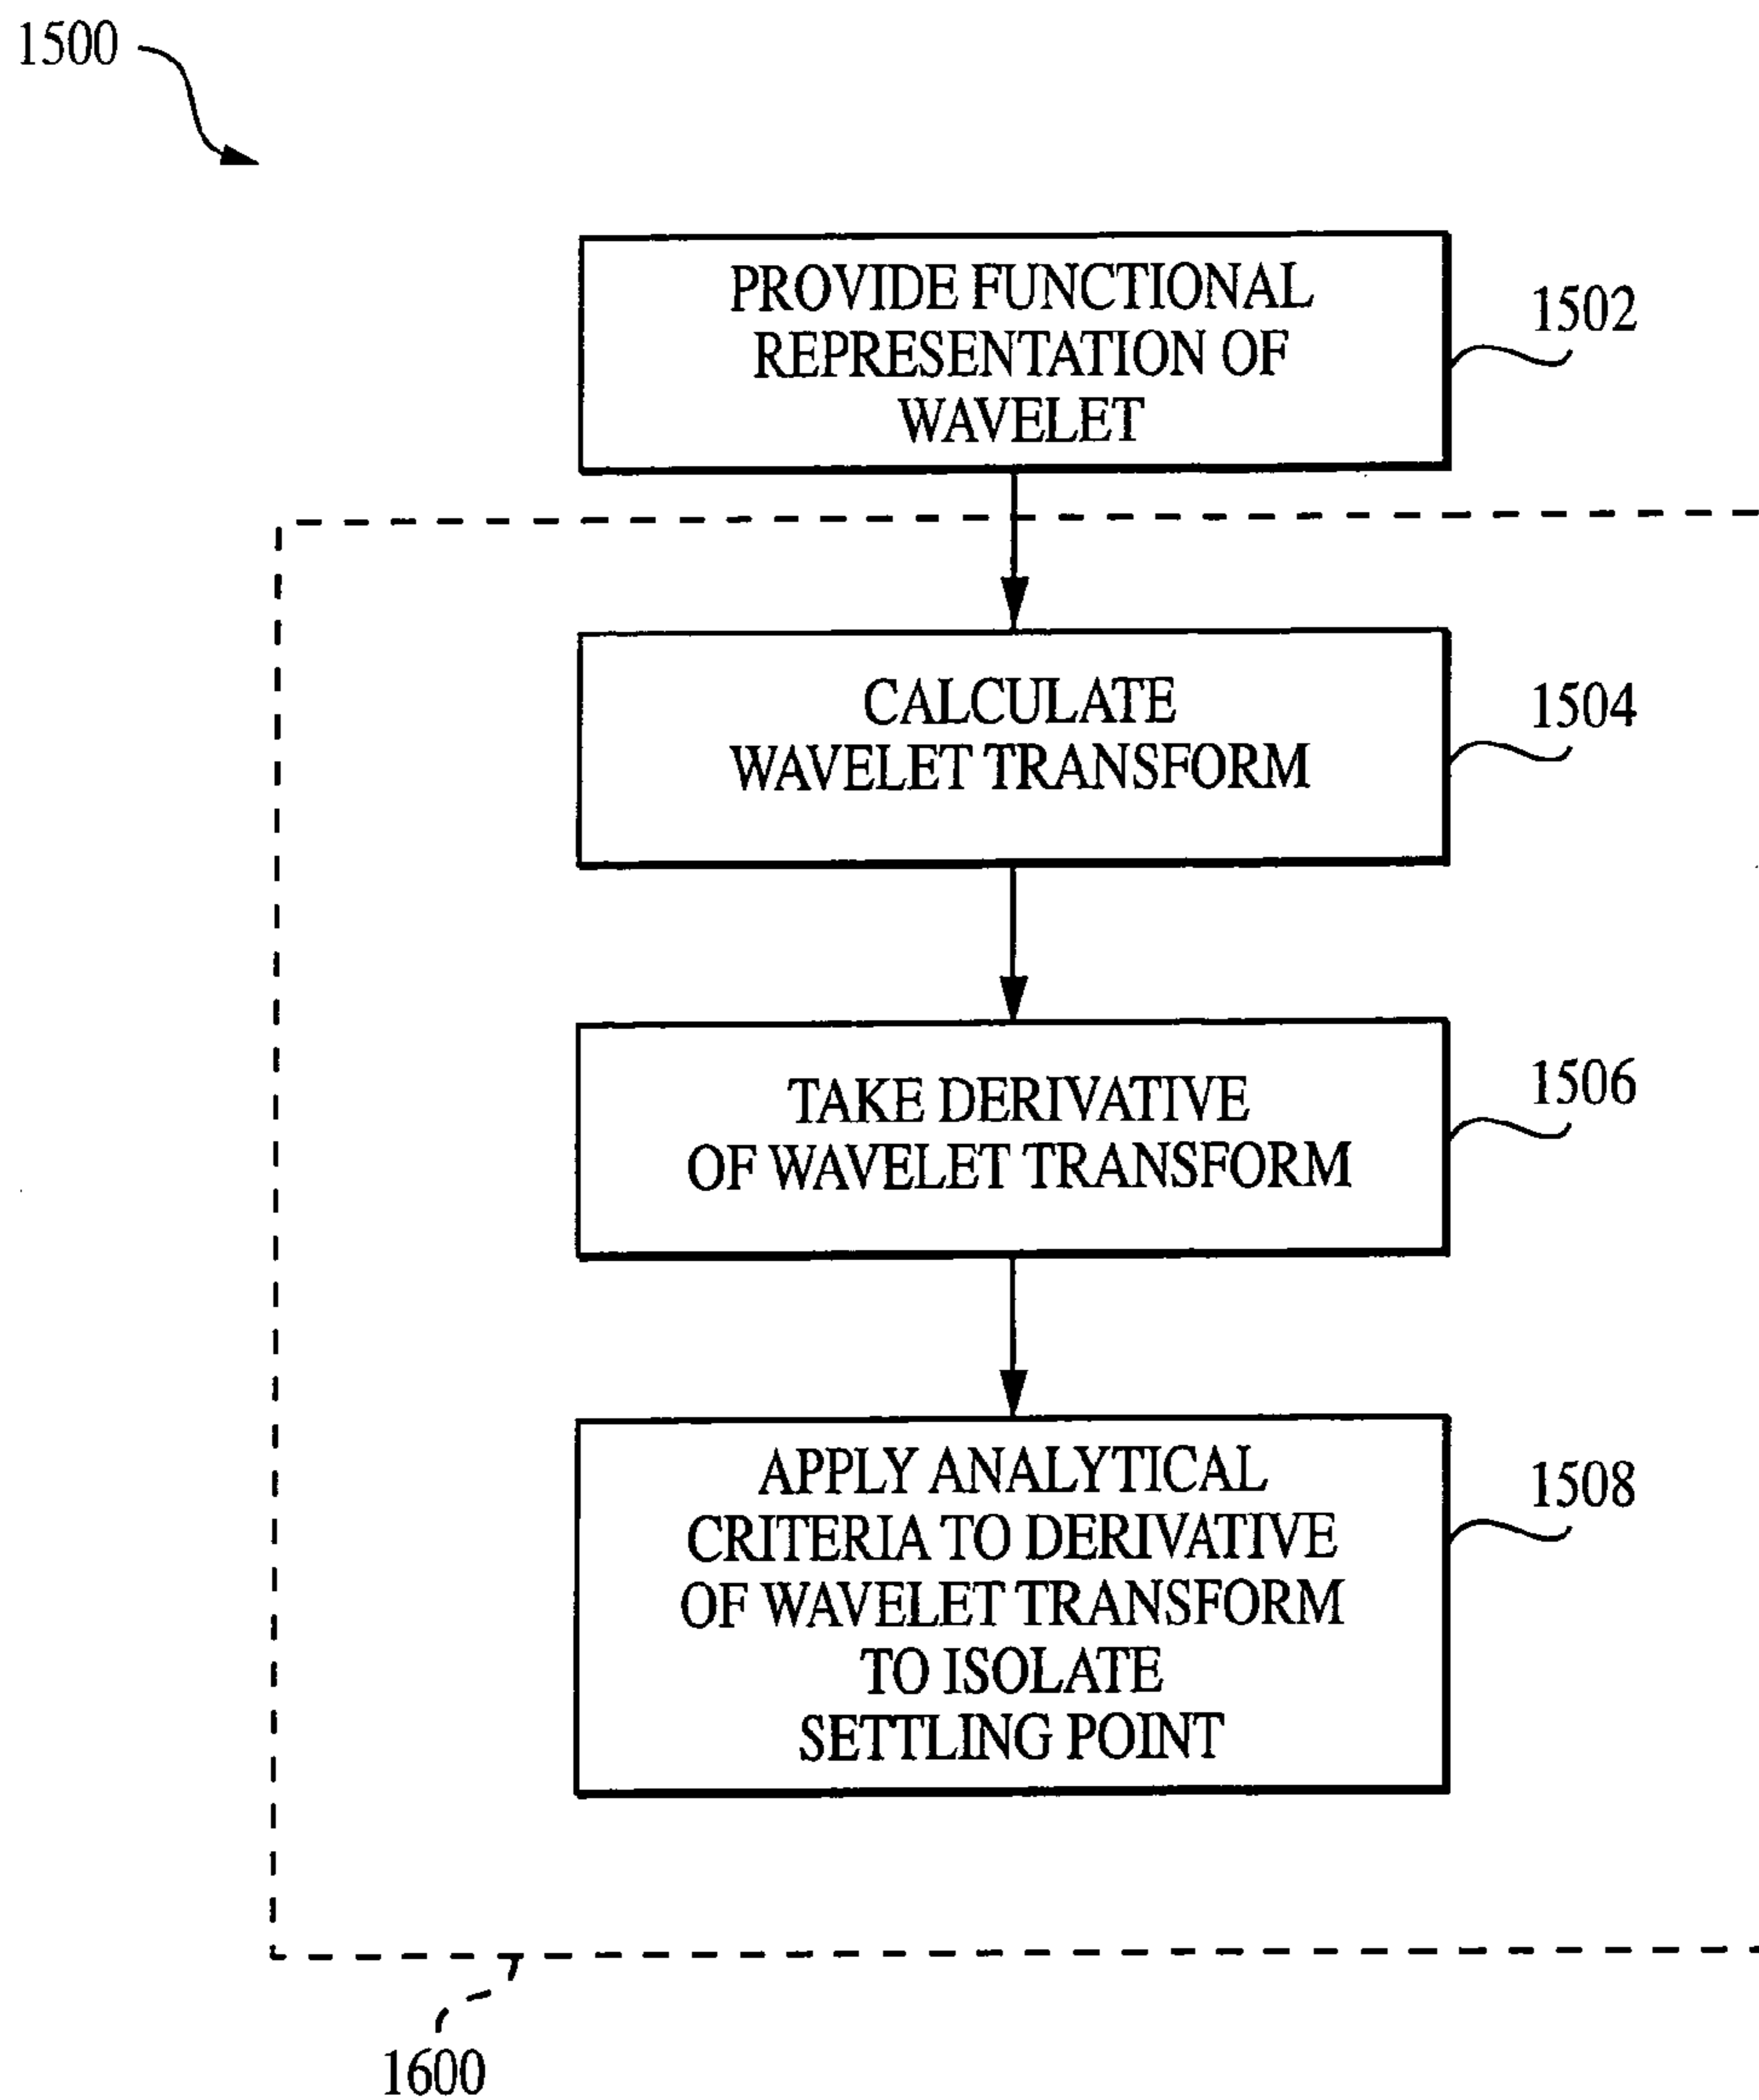 1500
PROVIDE FUNCTIONAL
REPRESENTATION OF
WAVELET
1502
CALCULATE
WAVELET TRANSFORM
1504
TAKE DERIVATIVE
OF WAVELET TRANSFORM
1506
APPLY ANALYTICAL
CRITERIA TO DERIVATIVE
OF WAVELET TRANSFORM
TO ISOLATE
SETTLING POINT
1508
1600